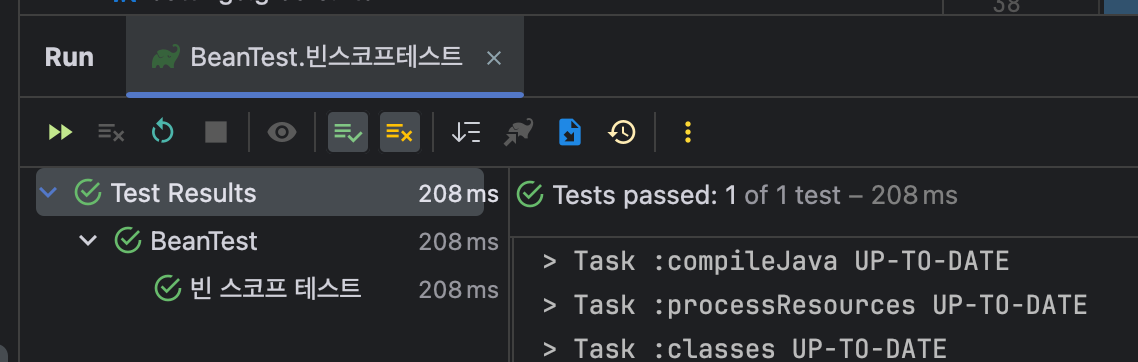 38
Run BeanTest.빈스코프테스트
Test Results 208 ms
BeanTest 208 ms
빈 스코프 테스트 208 ms
Tests passed: 1 of 1 test – 208 ms
> Task :compileJava UP-TO-DATE
> Task :processResources UP-TO-DATE
> Task :classes UP-TO-DATE